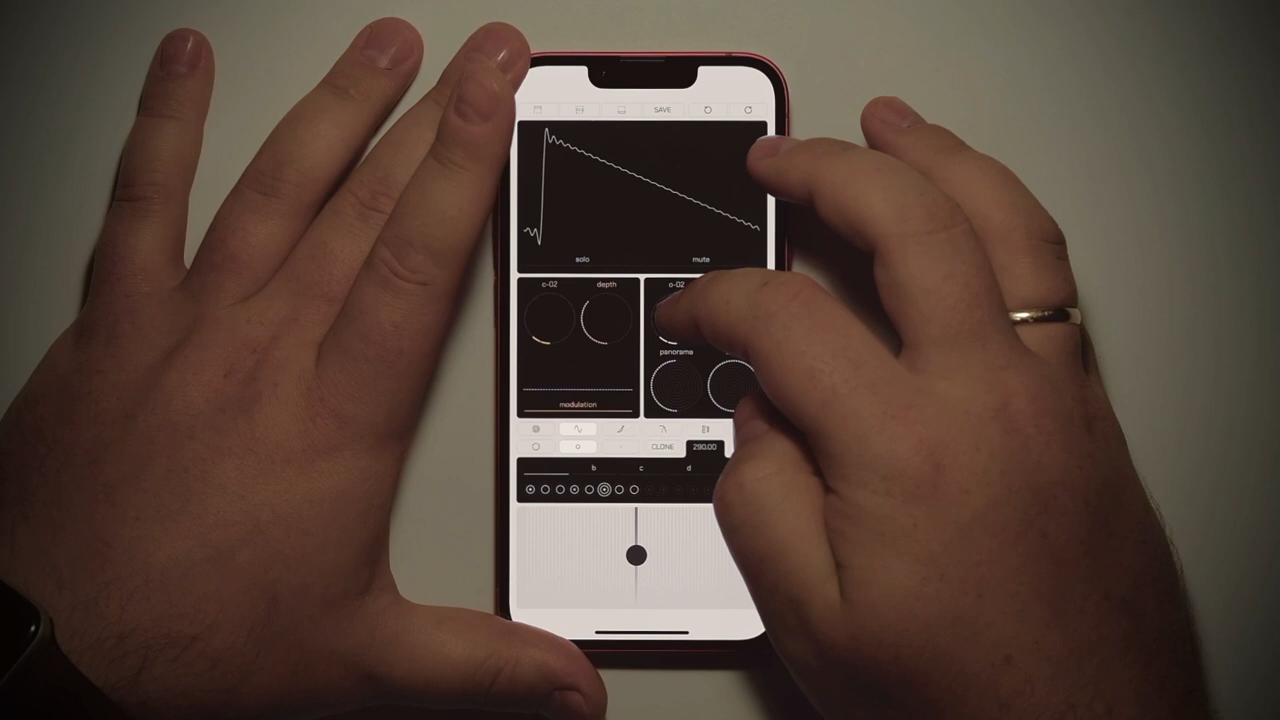 SAVE
solo mute
c-02 depth o-02
panorama
modulation
CLONE 290.00
b c d